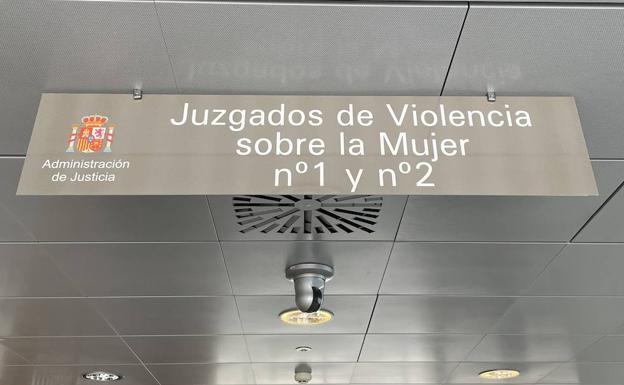 Juzgados de Violencia
sobre la Mujer
nº1 y nº2
Administración
de Justicia